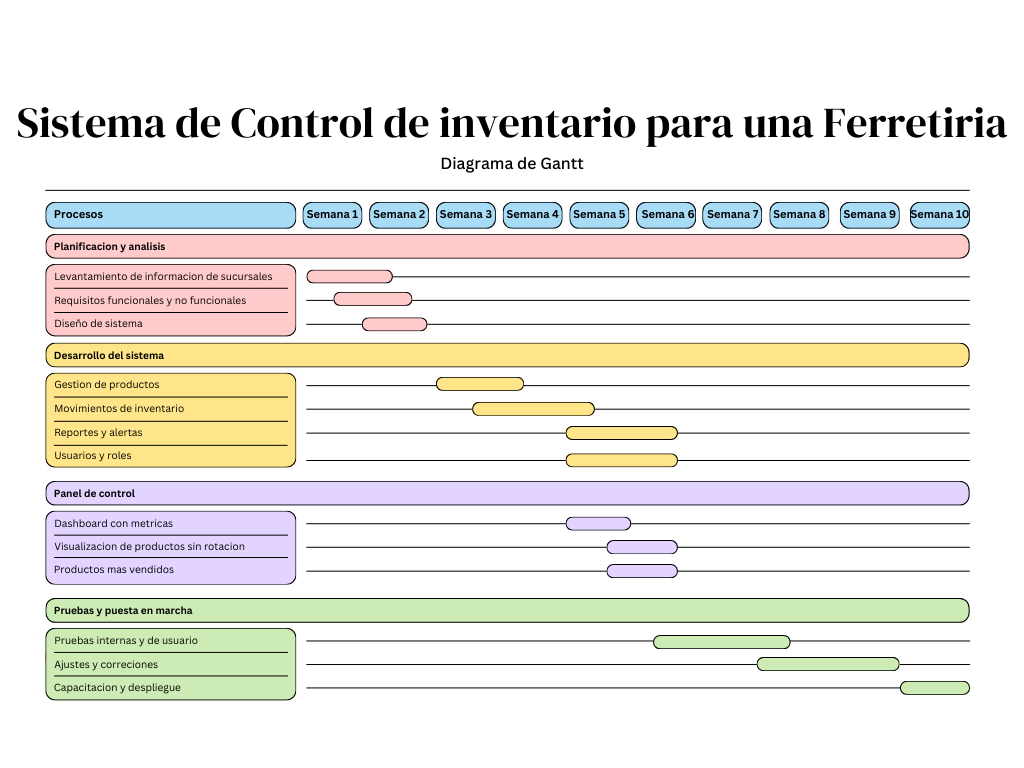 Sistema de Control de inventario para una Ferretiria
Diagrama de Gantt
Procesos Semana 1 Semana 2 Semana 3 Semana 4 Semana 5 Semana 6 Semana 7 Semana 8 Semana 9 Semana 10
Planificacion y analisis
Levantamiento de informacion de sucursales
Requisitos funcionales y no funcionales
Diseño de sistema
Desarrollo del sistema
Gestion de productos
Movimientos de inventario
Reportes y alertas
Usuarios y roles
Panel de control
Dashboard con metricas
Visualizacion de productos sin rotacion
Productos mas vendidos
Pruebas y puesta en marcha
Pruebas internas y de usuario
Ajustes y correciones
Capacitacion y despliegue